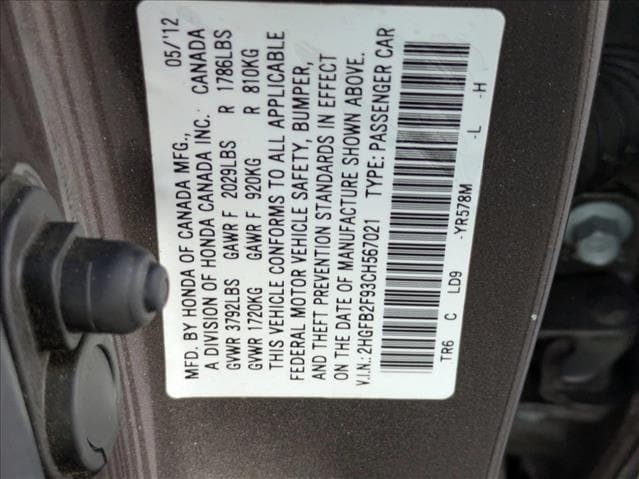 MFD. BY HONDA OF CANADA MFG., 05/'12
A DIVISION OF HONDA CANADA INC. CANADA
GVWR 3792LBS GAWR F 2029LBS R 1786LBS
GVWR 1720KG GAWR F 920KG R 810KG
THIS VEHICLE CONFORMS TO ALL APPLICABLE
FEDERAL MOTOR VEHICLE SAFETY, BUMPER,
AND THEFT PREVENTION STANDARDS IN EFFECT
ON THE DATE OF MANUFACTURE SHOWN ABOVE.
V.I.N.:2HGFB2F93CH567021 TYPE: PASSENGER CAR
TR6 C LD9 -YR578M -L -H